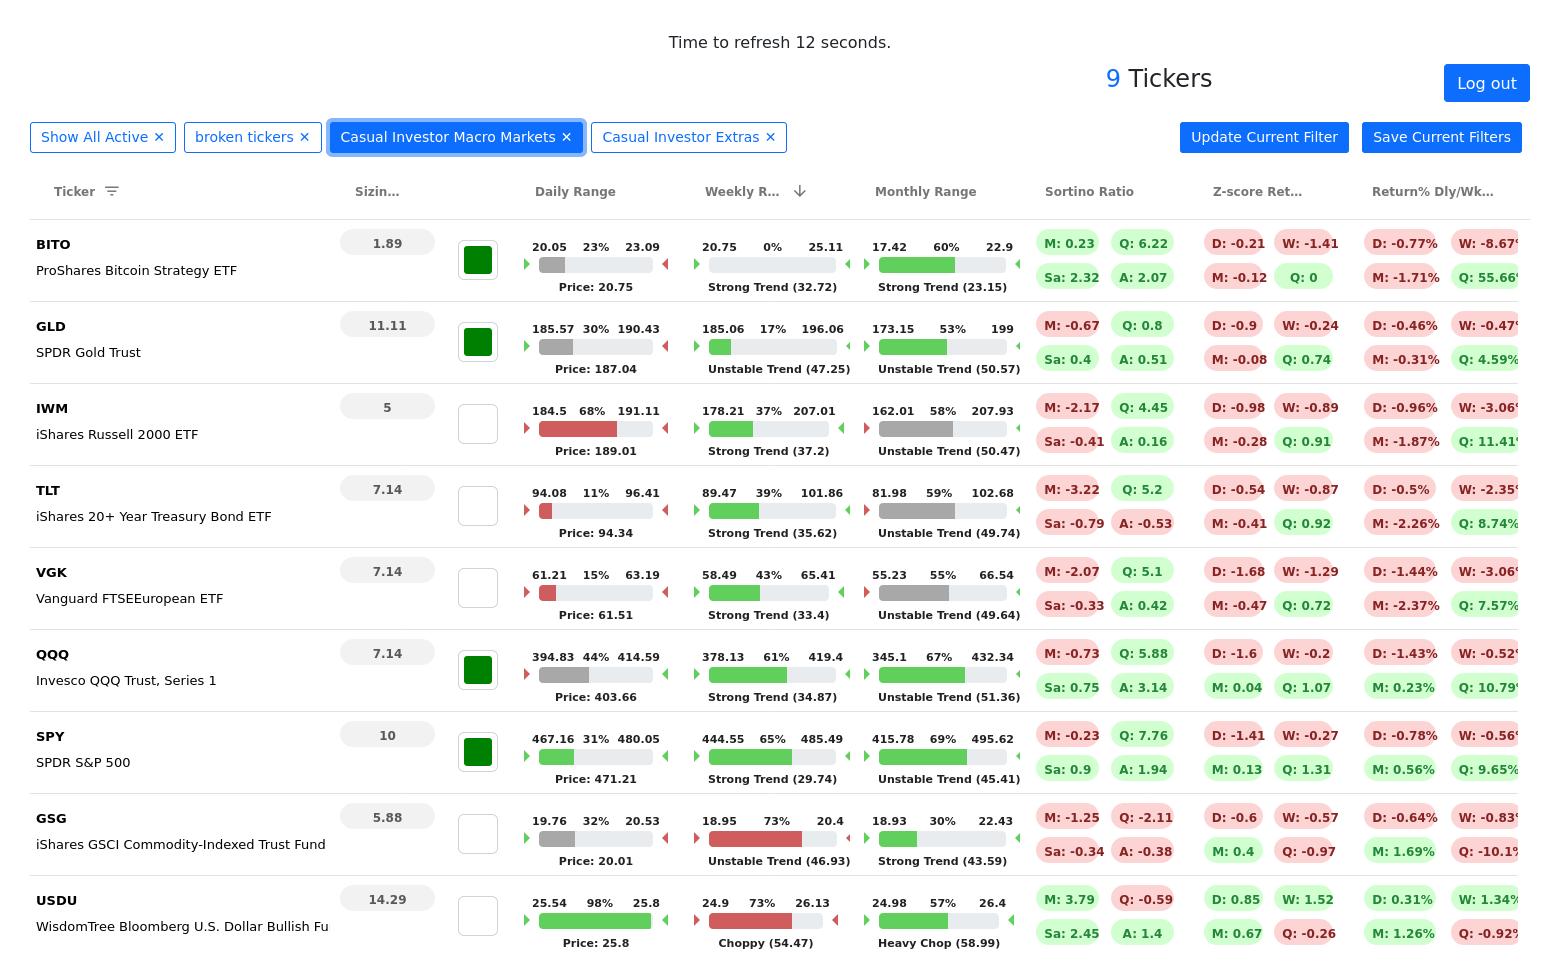 Time to refresh 12 seconds.
9 Tickers
Log out
Show All Active ✕ broken tickers ✕ Casual Investor Macro Markets ✕ Casual Investor Extras ✕ Update Current Filter Save Current Filters
Ticker Sizin... Daily Range Weekly R... Monthly Range Sortino Ratio Z-score Ret... Return% Dly/Wk...
BITO 1.89 20.05 23% 23.09 20.75 0% 25.11 17.42 60% 22.9 M: 0.23 Q: 6.22 D: -0.21 W: -1.41 D: -0.77% W: -8.67%
ProShares Bitcoin Strategy ETF Sa: 2.32 A: 2.07 M: -0.12 Q: 0 M: -1.71% Q: 55.66%
Price: 20.75 Strong Trend (32.72) Strong Trend (23.15)
GLD 11.11 185.57 30% 190.43 185.06 17% 196.06 173.15 53% 199 M: -0.67 Q: 0.8 D: -0.9 W: -0.24 D: -0.46% W: -0.47%
SPDR Gold Trust Sa: 0.4 A: 0.51 M: -0.08 Q: 0.74 M: -0.31% Q: 4.59%
Price: 187.04 Unstable Trend (47.25) Unstable Trend (50.57)
IWM 5 184.5 68% 191.11 178.21 37% 207.01 162.01 58% 207.93 M: -2.17 Q: 4.45 D: -0.98 W: -0.89 D: -0.96% W: -3.06%
iShares Russell 2000 ETF Sa: -0.41 A: 0.16 M: -0.28 Q: 0.91 M: -1.87% Q: 11.41%
Price: 189.01 Strong Trend (37.2) Unstable Trend (50.47)
TLT 7.14 94.08 11% 96.41 89.47 39% 101.86 81.98 59% 102.68 M: -3.22 Q: 5.2 D: -0.54 W: -0.87 D: -0.5% W: -2.35%
iShares 20+ Year Treasury Bond ETF Sa: -0.79 A: -0.53 M: -0.41 Q: 0.92 M: -2.26% Q: 8.74%
Price: 94.34 Strong Trend (35.62) Unstable Trend (49.74)
VGK 7.14 61.21 15% 63.19 58.49 43% 65.41 55.23 55% 66.54 M: -2.07 Q: 5.1 D: -1.68 W: -1.29 D: -1.44% W: -3.06%
Vanguard FTSEEuropean ETF Sa: -0.33 A: 0.42 M: -0.47 Q: 0.72 M: -2.37% Q: 7.57%
Price: 61.51 Strong Trend (33.4) Unstable Trend (49.64)
QQQ 7.14 394.83 44% 414.59 378.13 61% 419.4 345.1 67% 432.34 M: -0.73 Q: 5.88 D: -1.6 W: -0.2 D: -1.43% W: -0.52%
Invesco QQQ Trust, Series 1 Sa: 0.75 A: 3.14 M: 0.04 Q: 1.07 M: 0.23% Q: 10.79%
Price: 403.66 Strong Trend (34.87) Unstable Trend (51.36)
SPY 10 467.16 31% 480.05 444.55 65% 485.49 415.78 69% 495.62 M: -0.23 Q: 7.76 D: -1.41 W: -0.27 D: -0.78% W: -0.56%
SPDR S&P 500 Sa: 0.9 A: 1.94 M: 0.13 Q: 1.31 M: 0.56% Q: 9.65%
Price: 471.21 Strong Trend (29.74) Unstable Trend (45.41)
GSG 5.88 19.76 32% 20.53 18.95 73% 20.4 18.93 30% 22.43 M: -1.25 Q: -2.11 D: -0.6 W: -0.57 D: -0.64% W: -0.83%
iShares GSCI Commodity-Indexed Trust Fund Sa: -0.34 A: -0.38 M: 0.4 Q: -0.97 M: 1.69% Q: -10.1%
Price: 20.01 Unstable Trend (46.93) Strong Trend (43.59)
USDU 14.29 25.54 98% 25.8 24.9 73% 26.13 24.98 57% 26.4 M: 3.79 Q: -0.59 D: 0.85 W: 1.52 D: 0.31% W: 1.34%
WisdomTree Bloomberg U.S. Dollar Bullish Fu Sa: 2.45 A: 1.4 M: 0.67 Q: -0.26 M: 1.26% Q: -0.92%
Price: 25.8 Choppy (54.47) Heavy Chop (58.99)